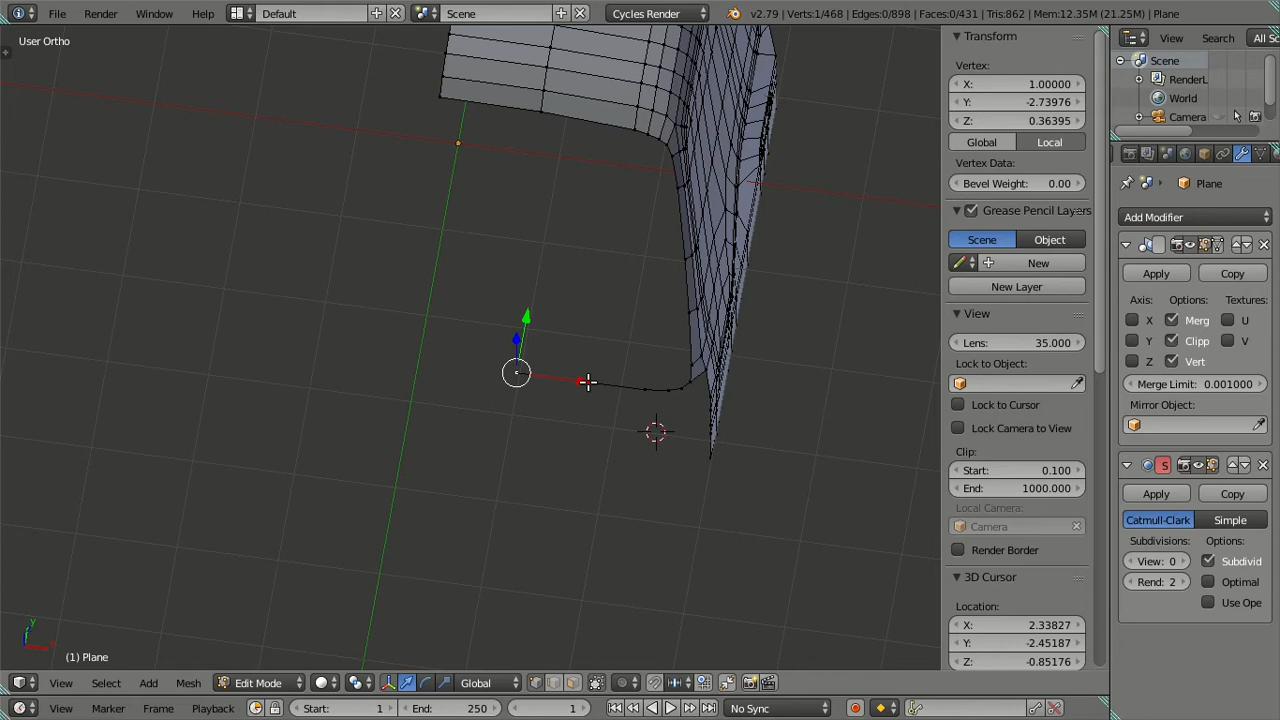 File Render Window Help Default Scene Cycles Render v2.79 | Verts:1/468 | Edges:0/898 | Faces:0/431 | Tris:862 | Mem:12.35M (21.25M) | Plane
User Ortho
Transform
Vertex:
X: 1.00000
Y: -2.73976
Z: 0.36395
Global Local
Vertex Data:
Bevel Weight: 0.00
Grease Pencil Layers
Scene Object
New
New Layer
View
Lens: 35.000
Lock to Object:
Lock to Cursor
Lock Camera to View
Clip:
Start: 0.100
End: 1000.000
Local Camera:
Camera
Render Border
3D Cursor
Location:
X: 2.33827
Y: -2.45187
Z: -0.85176
View Search All Sc
Scene
RenderL
World
Camera
Plane
Add Modifier
Apply Copy
Axis: Options: Textures:
X Merg U
Y Clipp V
Z Vert
Merge Limit: 0.001000
Mirror Object:
S
Apply Copy
Catmull-Clark Simple
Subdivisions: Options:
View: 0 Subdivid
Rend: 2 Optimal
Use Ope
y
(1) Plane
View Select Add Mesh Edit Mode Global
View Marker Frame Playback Start: 1 End: 250 1 No Sync